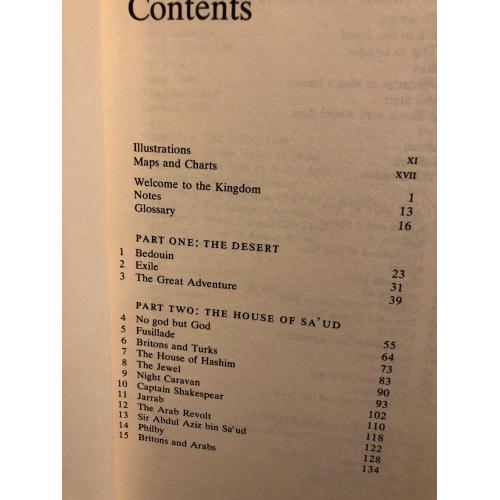 Contents
Illustrations XI
Maps and Charts XVII
Welcome to the Kingdom 1
Notes 13
Glossary 16
PART ONE: THE DESERT
1 Bedouin 23
2 Exile 31
3 The Great Adventure 39
PART TWO: THE HOUSE OF SA'UD
4 No god but God 55
5 Fusillade 64
6 Britons and Turks 73
7 The House of Hashim 83
8 The Jewel 90
9 Night Caravan 93
10 Captain Shakespear 102
11 Jarrab 110
12 The Arab Revolt 118
13 Sir Abdul Aziz bin Sa'ud 122
14 Philby 128
15 Britons and Arabs 134